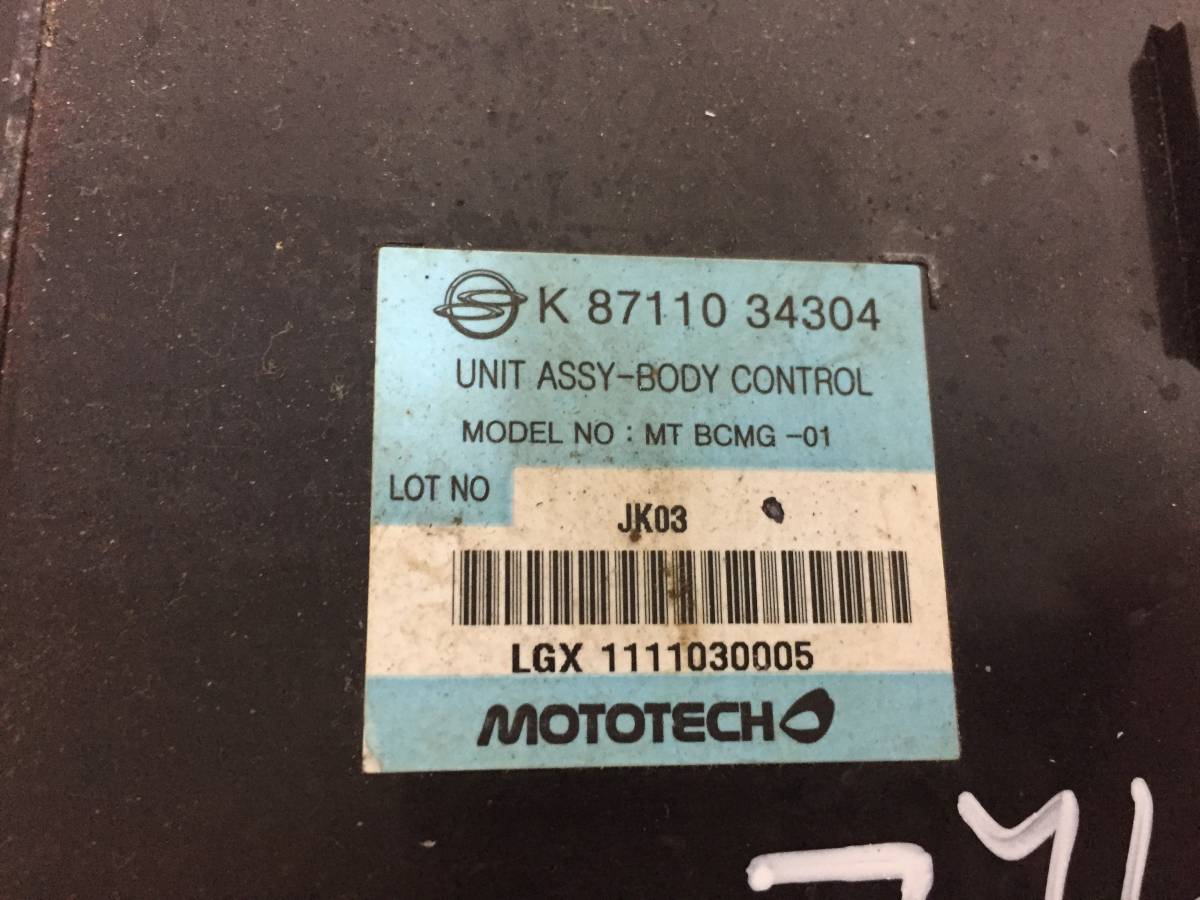 K 87110 34304
UNIT ASSY-BODY CONTROL
MODEL NO : MT BCMG -01
LOT NO
JK03
LGX 1111030005
MOTOTECH